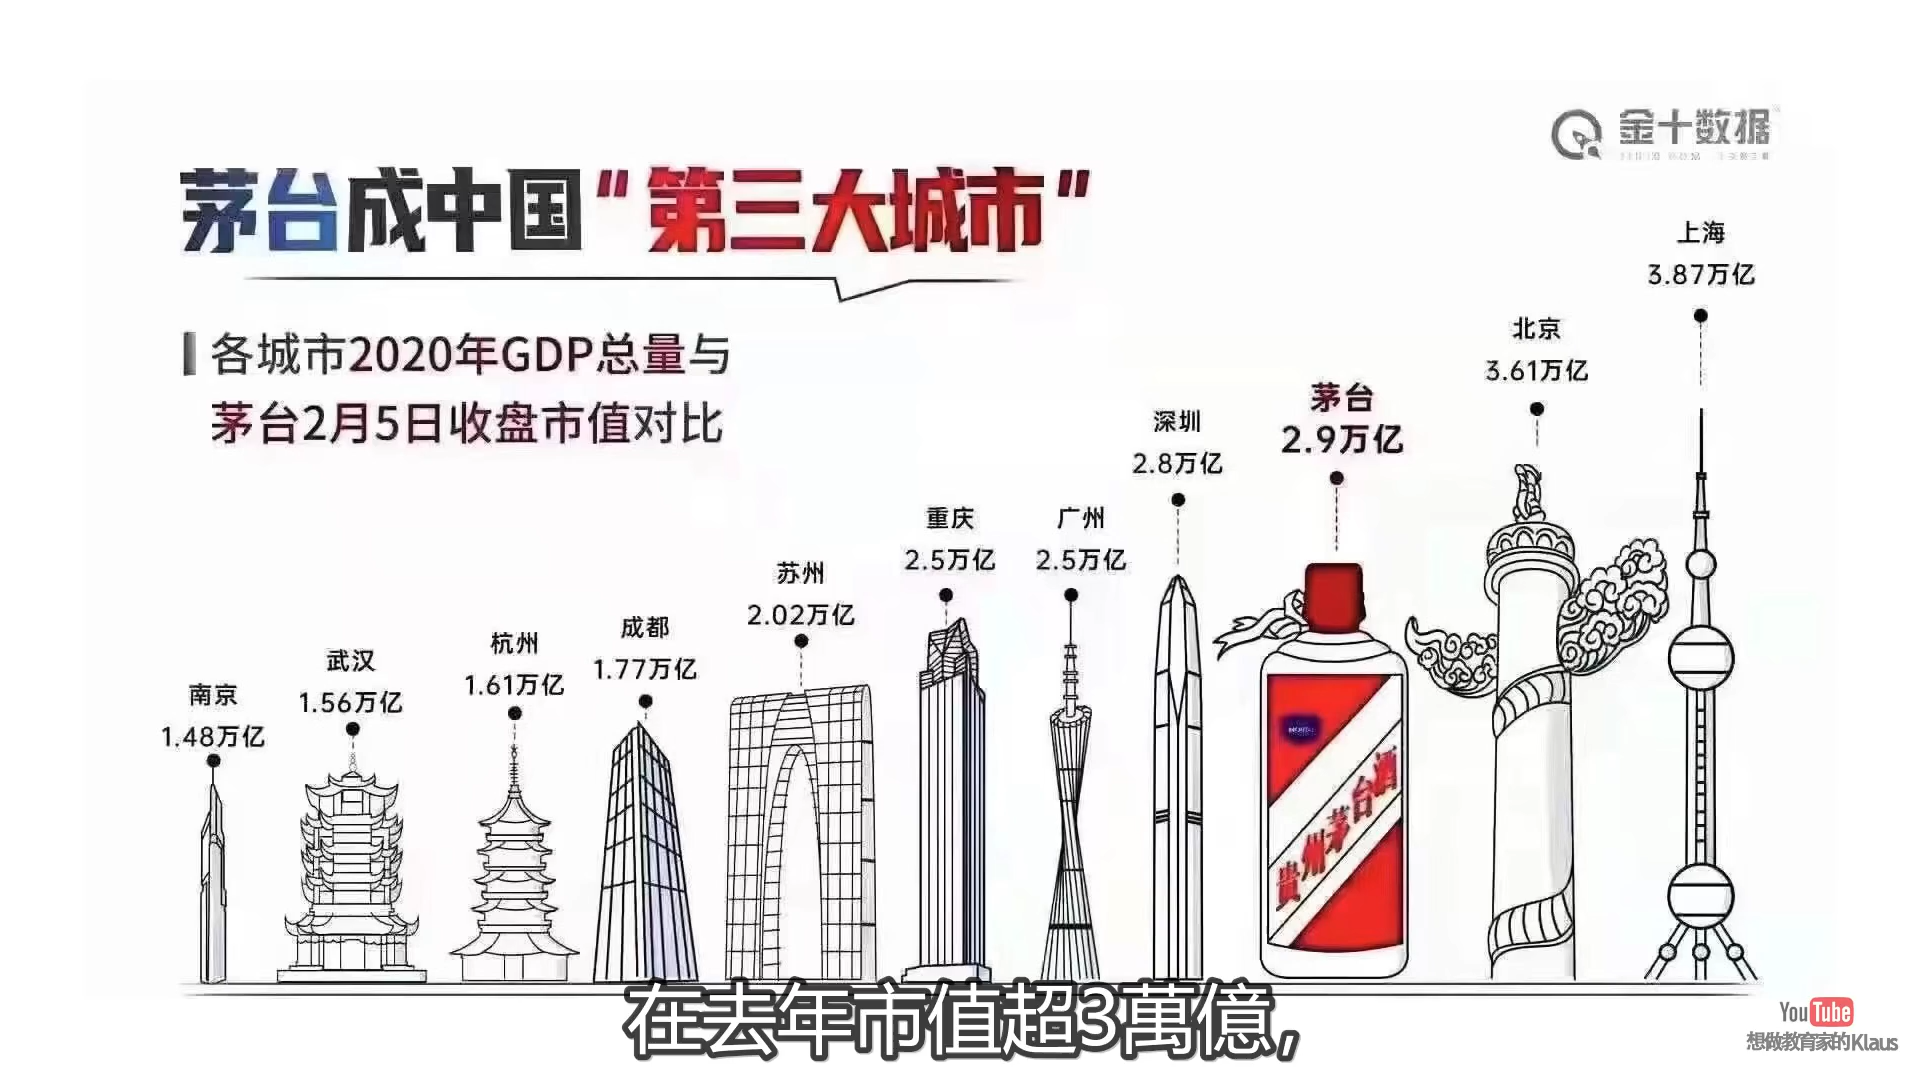 金十数据
茅台成中国"第三大城市"
各城市2020年GDP总量与
茅台2月5日收盘市值对比
南京
1.48万亿
武汉
1.56万亿
杭州
1.61万亿
成都
1.77万亿
苏州
2.02万亿
重庆
2.5万亿
广州
2.5万亿
深圳
2.8万亿
茅台
2.9万亿
北京
3.61万亿
上海
3.87万亿
貴州茅台酒
在去年市值超3萬億,
YouTube
想做教育家的Klaus